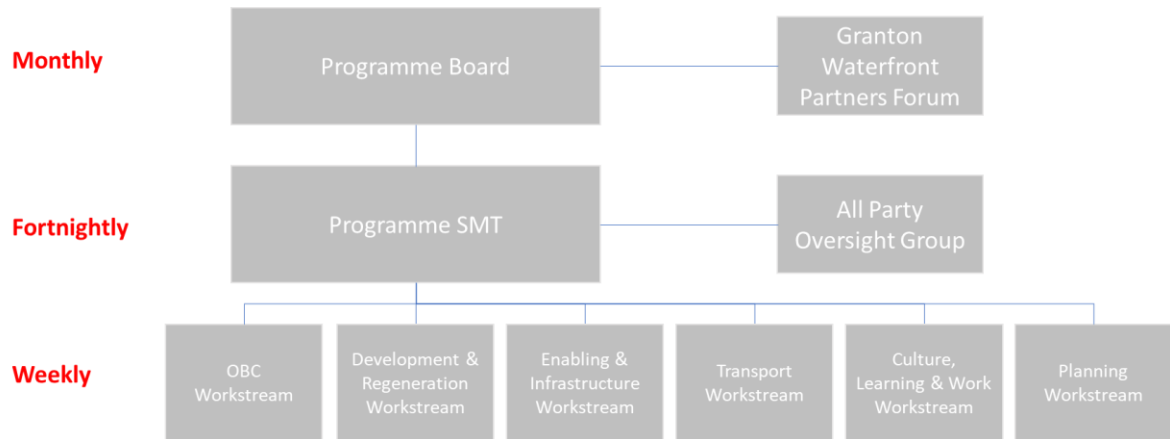 Monthly
Programme Board
Granton
Waterfront
Partners Forum
Fortnightly
Programme SMT
All Party
Oversight Group
Weekly
OBC
Workstream
Development &
Regeneration
Workstream
Enabling &
Infrastructure
Workstream
Transport
Workstream
Culture,
Learning & Work
Workstream
Planning
Workstream